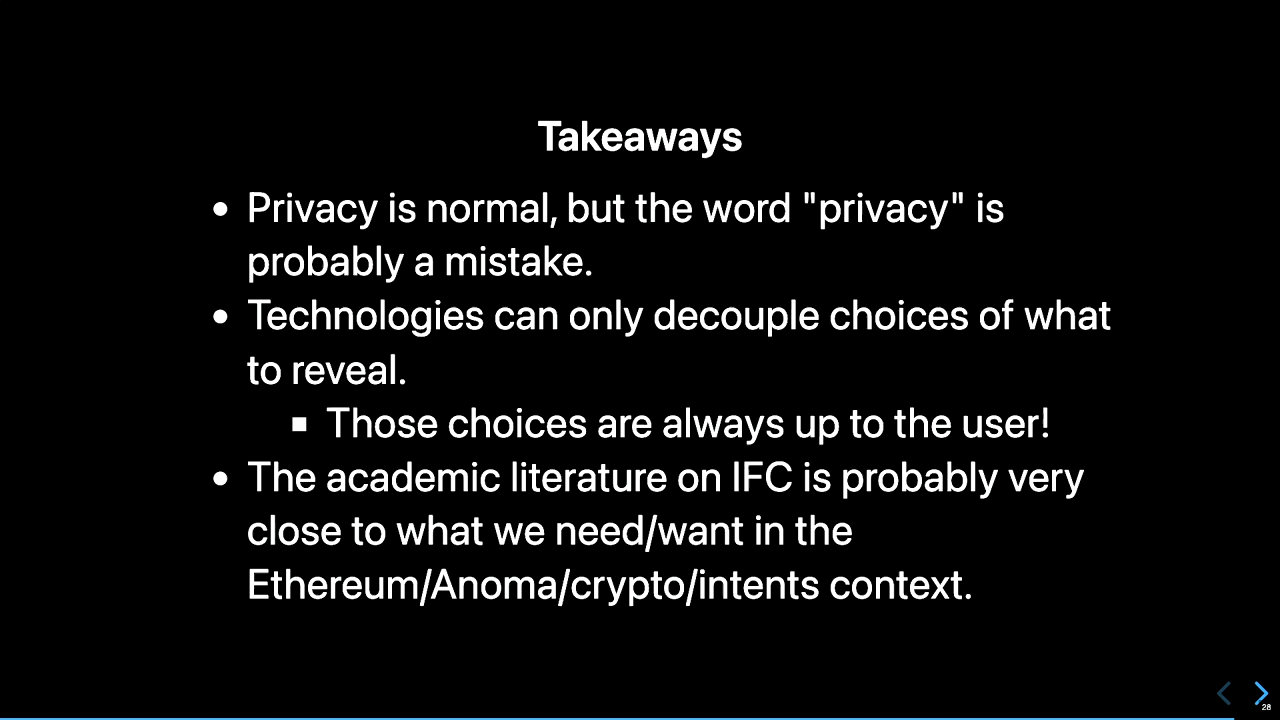 Takeaways
• Privacy is normal, but the word "privacy" is
probably a mistake.
• Technologies can only decouple choices of what
to reveal.
▪ Those choices are always up to the user!
• The academic literature on IFC is probably very
close to what we need/want in the
Ethereum/Anoma/crypto/intents context.
28